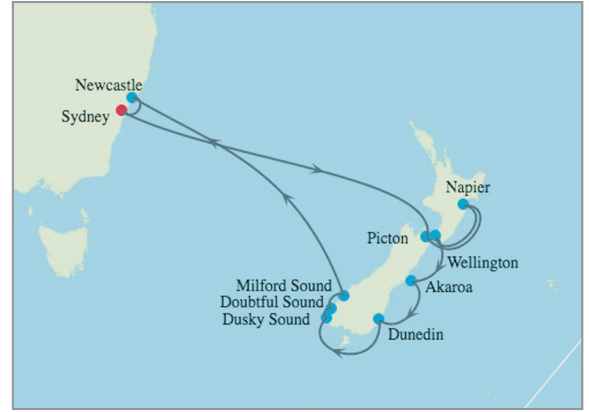 Newcastle
Sydney
Napier
Picton
Wellington
Milford Sound
Akaroa
Doubtful Sound
Dusky Sound
Dunedin